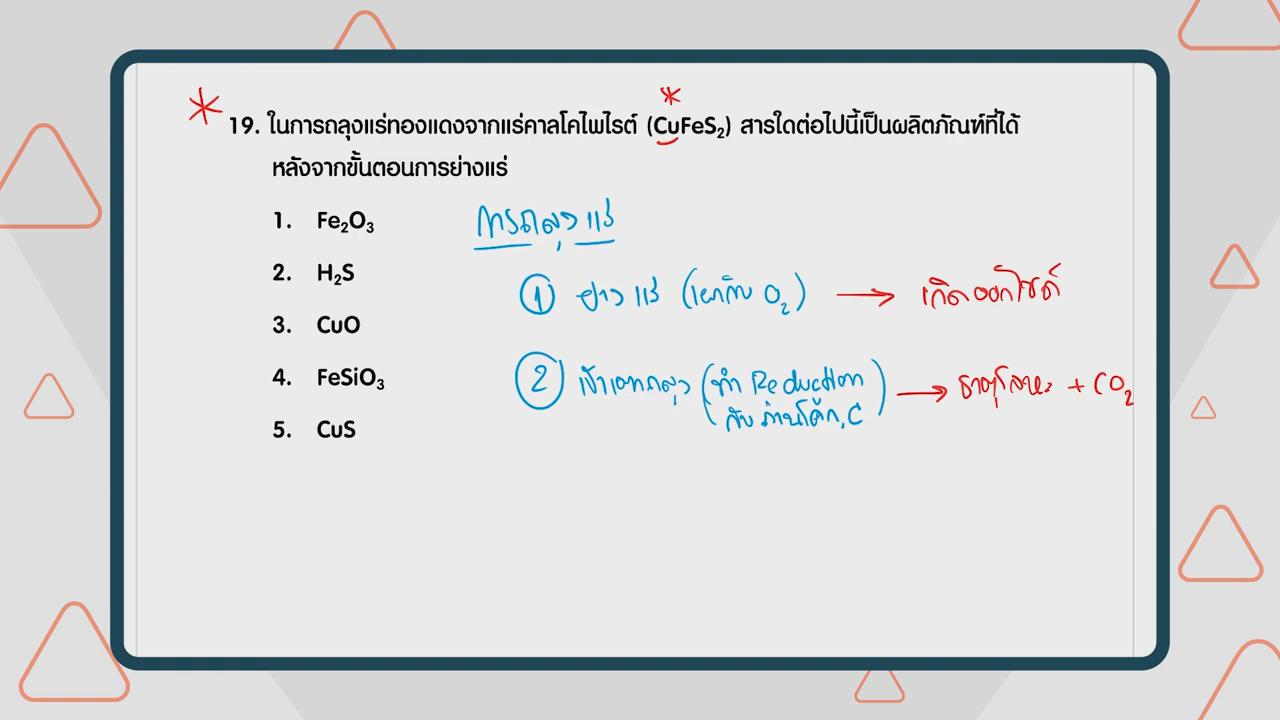 19. ในการถลุงแร่ทองแดงจากแร่คาลโคไพไรต์ (CuFeS₂) สารใดต่อไปนี้เป็นผลิตภัณฑ์ที่ได้
หลังจากขั้นตอนการย่างแร่
1. Fe₂O₃
การถลุงแร่
2. H₂S
① ย่างแร่ (เผากับ O₂) → เกิดออกไซด์
3. CuO
4. FeSiO₃
② เข้าเตาถลุง (ทำ Reduction → ธาตุโลหะ + CO₂
กับ ถ่านโค้ก, C)
5. CuS